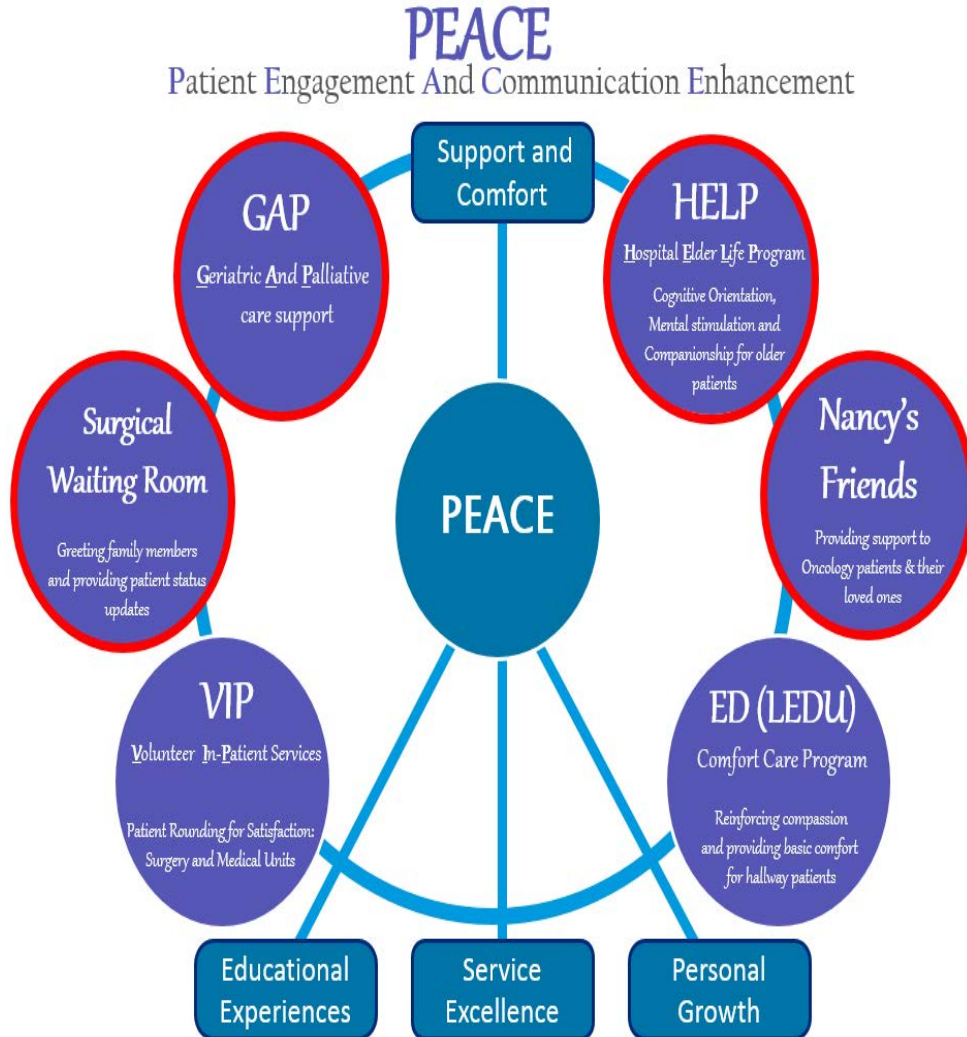 PEACE
Patient Engagement And Communication Enhancement
Support and
Comfort
GAP
Geriatric And Palliative
care support
HELP
Hospital Elder Life Program
Cognitive Orientation,
Mental stimulation and
Companionship for older
patients
Surgical
Waiting Room
Greeting family members
and providing patient status
updates
PEACE
Nancy's
Friends
Providing support to
Oncology patients & their
loved ones
VIP
Volunteer In-Patient Services
Patient Rounding for Satisfaction:
Surgery and Medical Units
ED (LEDU)
Comfort Care Program
Reinforcing compassion
and providing basic comfort
for hallway patients
Educational
Experiences
Service
Excellence
Personal
Growth